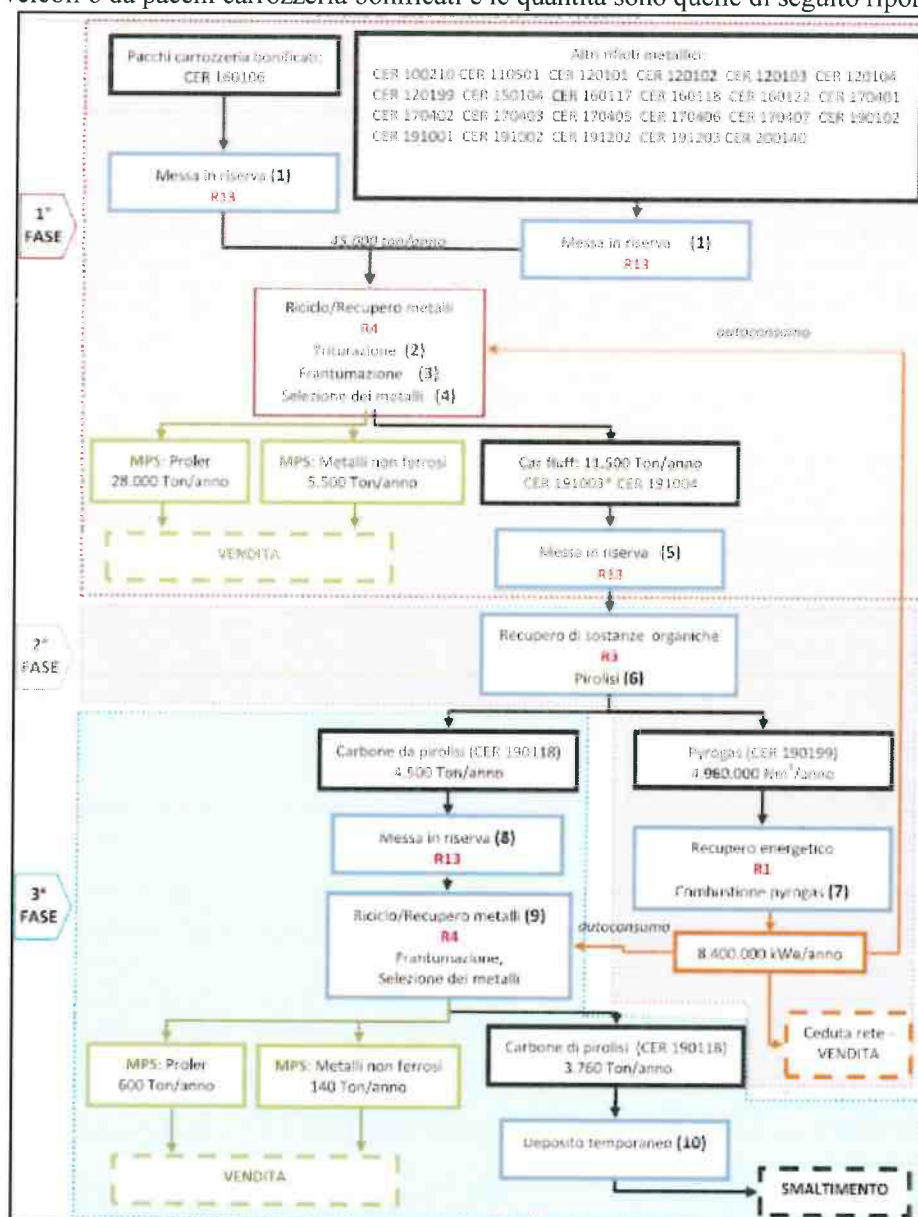 veicoli o da pacchi carrozzeria bonificati e le quantità sono quelle di seguito
Pacchi carrozzeria bonificati:
CER 160106
Altri rifiuti metallici:
CER 100210 CER 110501 CER 120101 CER 120102 CER 120103 CER 120104
CER 120199 CER 150104 CER 160117 CER 160118 CER 160122 CER 170401
CER 170402 CER 170403 CER 170405 CER 170406 CER 170407 CER 190102
CER 191001 CER 191002 CER 191202 CER 191203 CER 200140
Messa in riserva (1)
R13
1ª
FASE
45.000 ton/anno
Messa in riserva (1)
R13
Riciclo/Recupero metalli
R4
Triturazione (2)
Frantumazione (3)
Selezione dei metalli (4)
autoconsumo
MPS: Proler
28.000 Ton/anno
MPS: Metalli non ferrosi
5.500 Ton/anno
Car fluff: 11.500 Ton/anno
CER 191003* CER 191004
VENDITA
Messa in riserva (5)
R13
2ª
FASE
Recupero di sostanze organiche
R3
Pirolisi (6)
Carbone da pirolisi (CER 190118)
4.500 Ton/anno
Pyrogas (CER 190199)
4.960.000 Nm³/anno
Messa in riserva (8)
R13
Recupero energetico
R1
Combustione pyrogas (7)
3ª
FASE
Riciclo/Recupero metalli (9)
R4
Frantumazione,
Selezione dei metalli
autoconsumo
8.400.000 kWe/anno
MPS: Proler
600 Ton/anno
MPS: Metalli non ferrosi
140 Ton/anno
Carbone di pirolisi (CER 190118)
3.760 Ton/anno
Ceduta rete -
VENDITA
VENDITA
Deposito temporaneo (10)
SMALTIMENTO